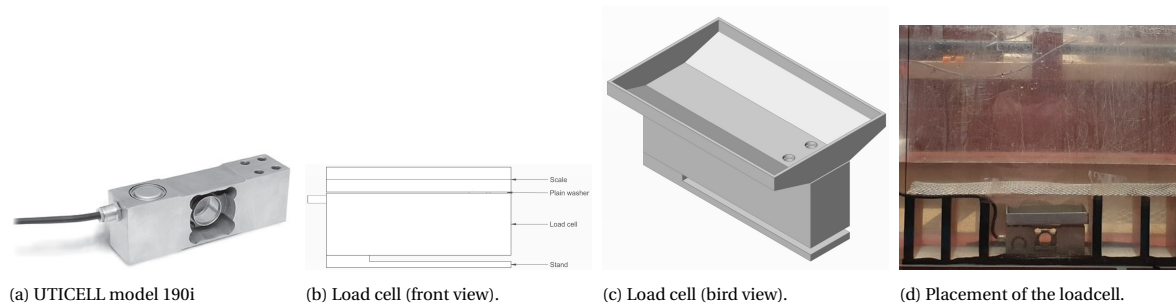 Scale
Plain washer
Load cell
Stand
(a) UTICELL model 190i
(b) Load cell (front view).
(c) Load cell (bird view).
(d) Placement of the loadcell.